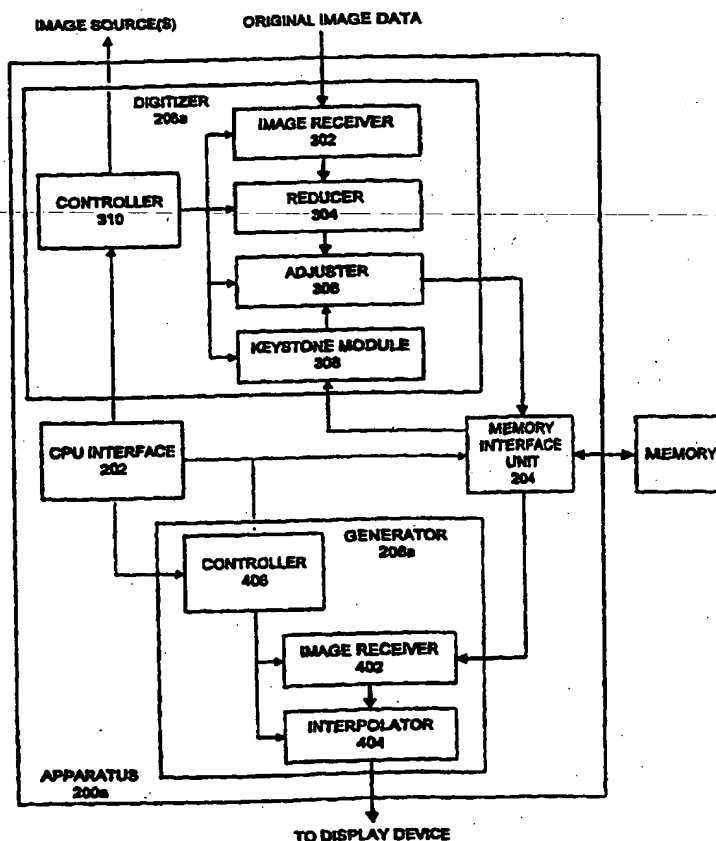 IMAGE SOURCE(S)
ORIGINAL IMAGE DATA
DIGITIZER
206a
IMAGE RECEIVER
302
CONTROLLER
310
REDUCER
304
ADJUSTER
306
KEYSTONE MODULE
308
CPU INTERFACE
202
MEMORY
INTERFACE
UNIT
204
MEMORY
GENERATOR
208a
CONTROLLER
406
IMAGE RECEIVER
402
INTERPOLATOR
404
APPARATUS
200a
TO DISPLAY DEVICE